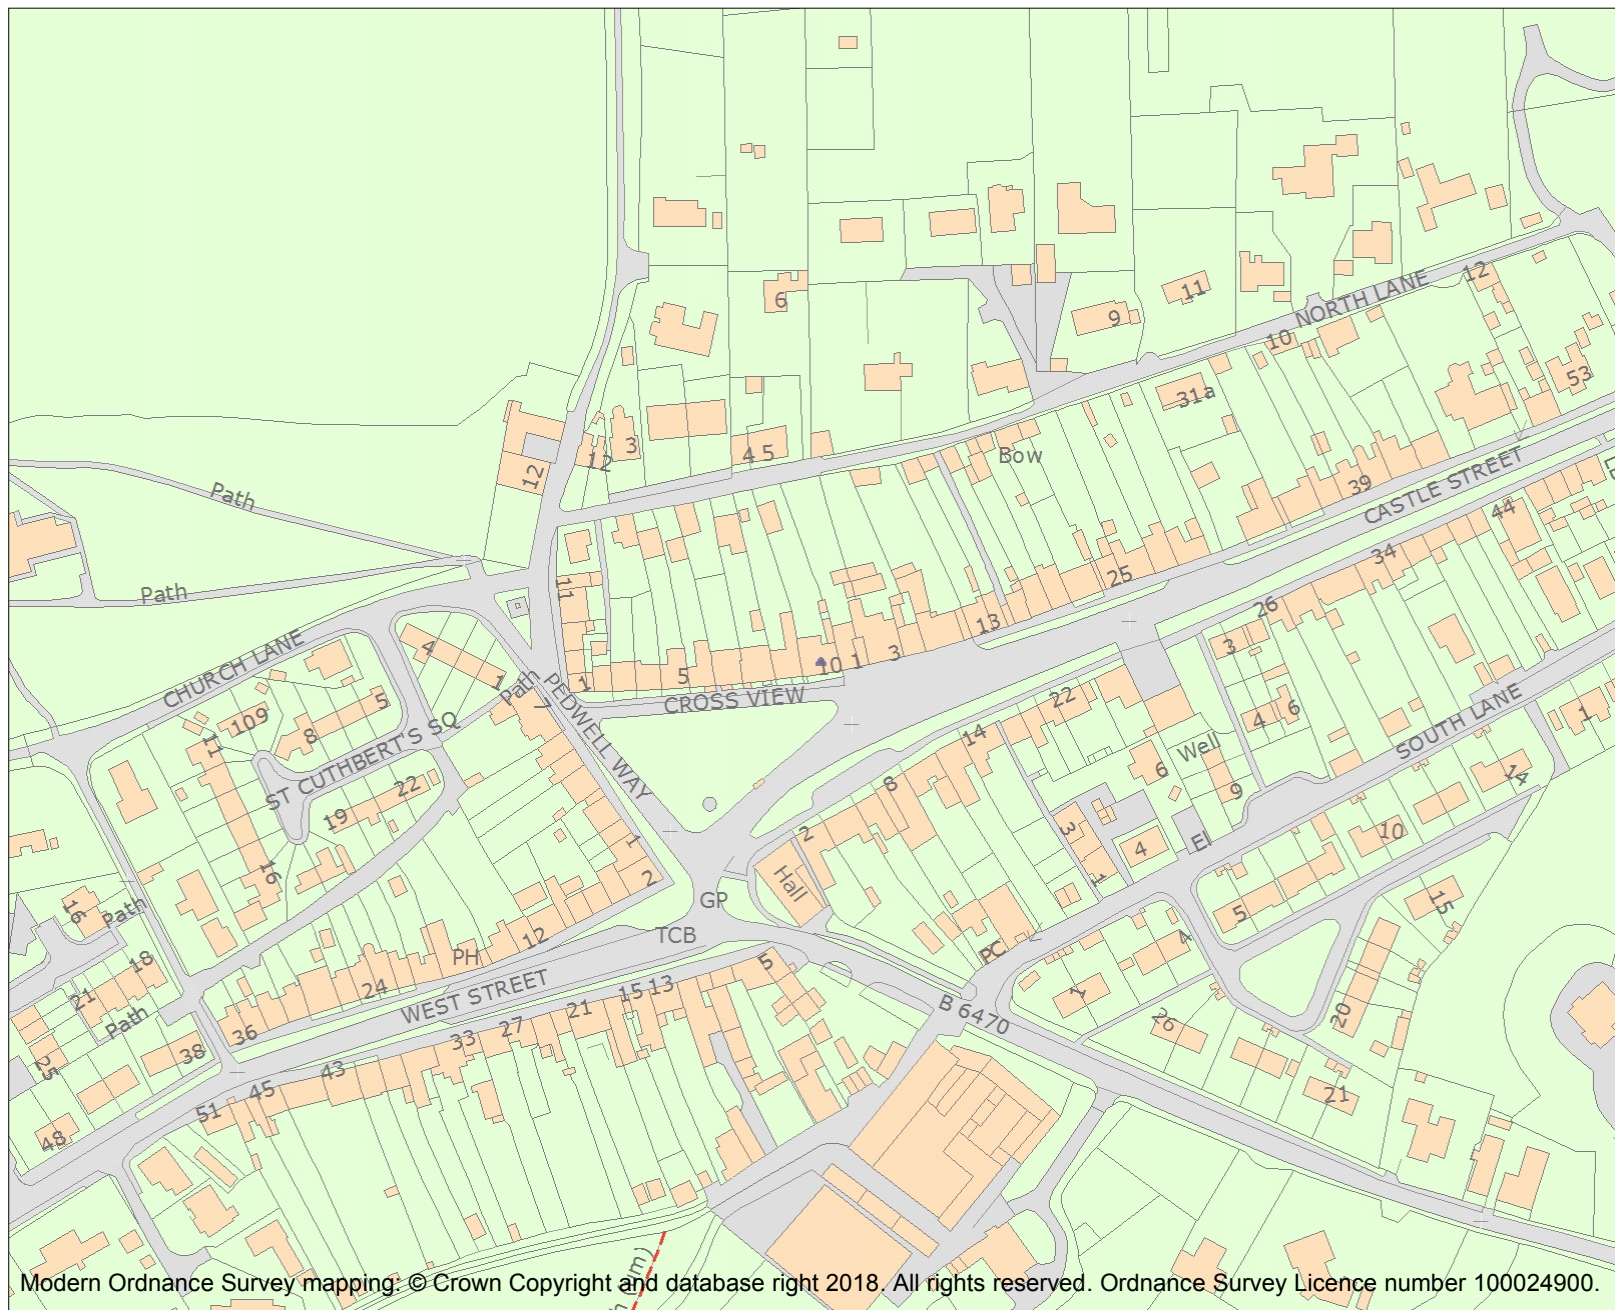 12
NORTH LANE
6
11
9
10
31a
53
3
12
4 5
Bow
12
39
CASTLE STREET
44
Path
34
Path
11
25
26
13
CHURCH LANE
4
1
Path
7
PEDWELL WAY
1
5
10
1
3
3
CROSS VIEW
22
4
6
SOUTH LANE
1
109
5
11
8
ST CUTHBERT'S SQ
14
Well
6
9
14
22
19
8
2
3
4
El
10
1
16
1
2
Hall
GP
5
15
16
Path
TCB
12
PH
PC
4
18
24
WEST STREET
5
15 13
21
27
33
1
B 6470
26
20
21
Path
36
38
43
45
51
25
48
21
(um)
Modern Ordnance Survey mapping: © Crown Copyright and database right 2018. All rights reserved. Ordnance Survey Licence number 100024900.